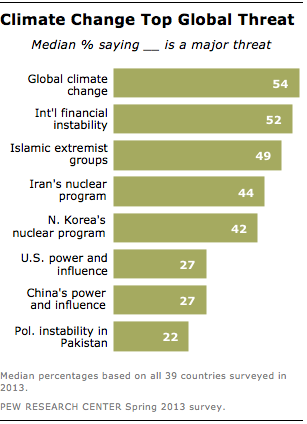 Climate Change Top Global Threat
Median % saying __ is a major threat
Global climate
change
54
Int'l financial
instability
52
Islamic extremist
groups
49
Iran's nuclear
program
44
N. Korea's
nuclear program
42
U.S. power and
influence
27
China's power
and influence
27
Pol. instability in
Pakistan
22
Median percentages based on all 39 countries surveyed in
2013.
PEW RESEARCH CENTER Spring 2013 survey.